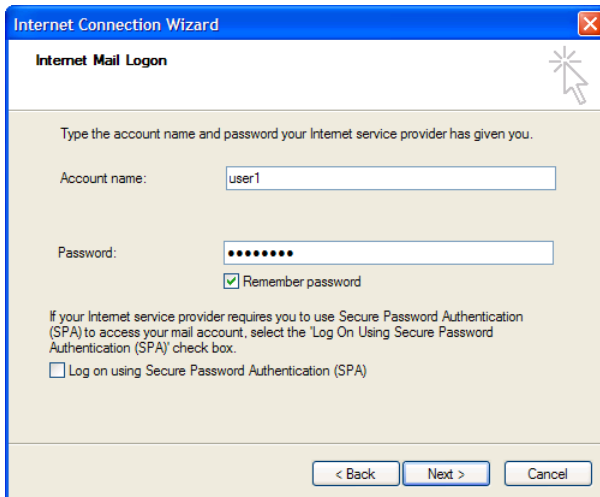 Internet Connection Wizard
Internet Mail Logon
Type the account name and password your Internet service provider has given you.
Account name: user1
Password: ••••••••
Remember password
If your Internet service provider requires you to use Secure Password Authentication
(SPA) to access your mail account, select the 'Log On Using Secure Password
Authentication (SPA)' check box.
Log on using Secure Password Authentication (SPA)
< Back Next > Cancel